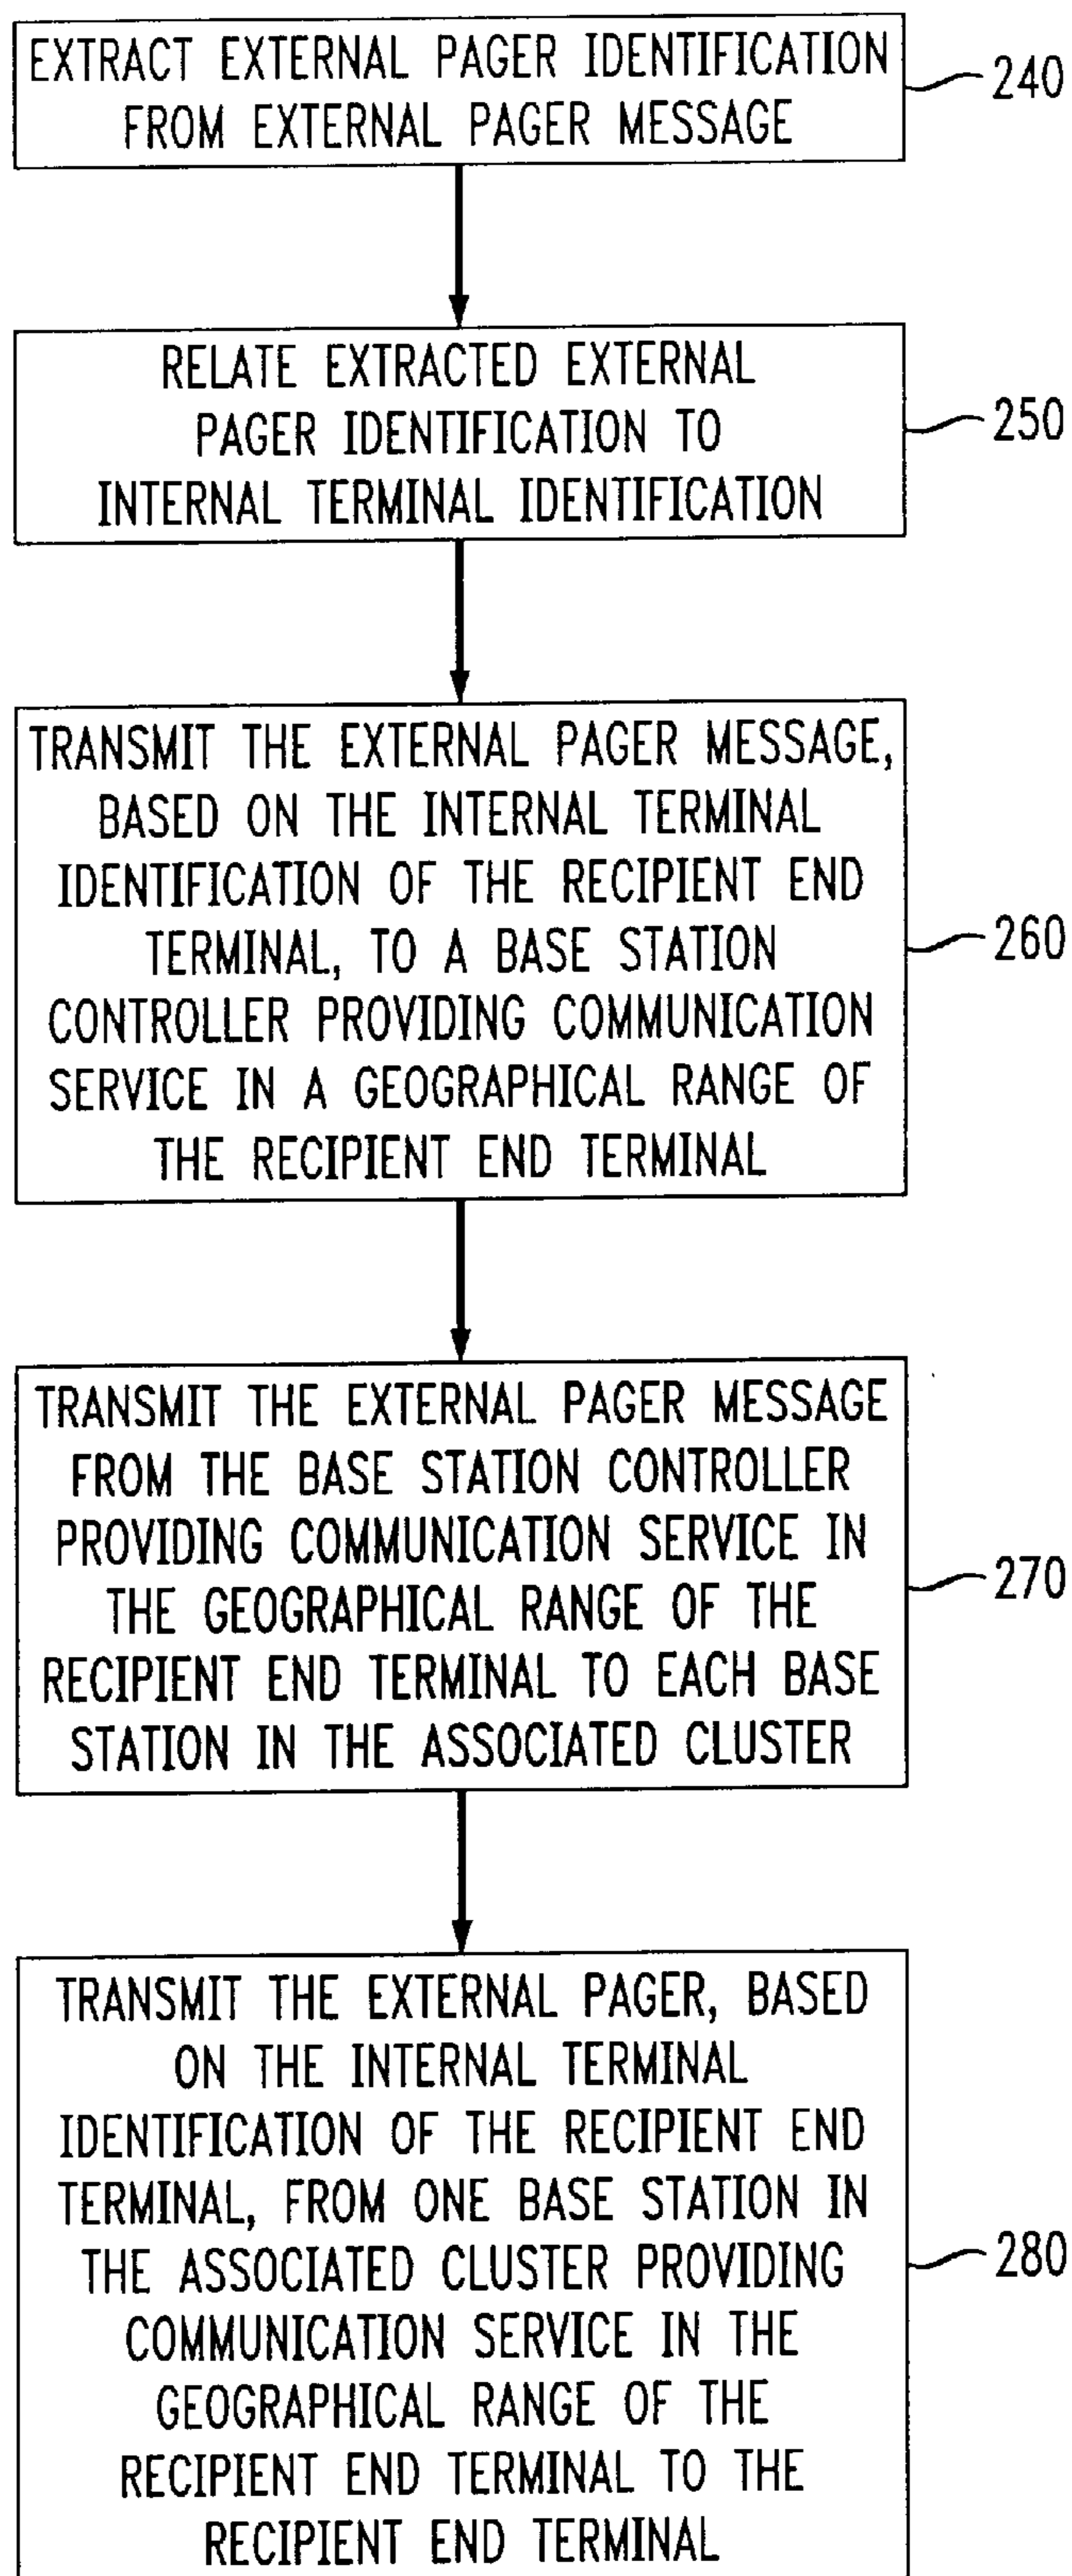 EXTRACT EXTERNAL PAGER IDENTIFICATION
FROM EXTERNAL PAGER MESSAGE
240
RELATE EXTRACTED EXTERNAL
PAGER IDENTIFICATION TO
INTERNAL TERMINAL IDENTIFICATION
250
TRANSMIT THE EXTERNAL PAGER MESSAGE,
BASED ON THE INTERNAL TERMINAL
IDENTIFICATION OF THE RECIPIENT END
TERMINAL, TO A BASE STATION
CONTROLLER PROVIDING COMMUNICATION
SERVICE IN A GEOGRAPHICAL RANGE OF
THE RECIPIENT END TERMINAL
260
TRANSMIT THE EXTERNAL PAGER MESSAGE
FROM THE BASE STATION CONTROLLER
PROVIDING COMMUNICATION SERVICE IN
THE GEOGRAPHICAL RANGE OF THE
RECIPIENT END TERMINAL TO EACH BASE
STATION IN THE ASSOCIATED CLUSTER
270
TRANSMIT THE EXTERNAL PAGER, BASED
ON THE INTERNAL TERMINAL
IDENTIFICATION OF THE RECIPIENT END
TERMINAL, FROM ONE BASE STATION IN
THE ASSOCIATED CLUSTER PROVIDING
COMMUNICATION SERVICE IN THE
GEOGRAPHICAL RANGE OF THE
RECIPIENT END TERMINAL TO THE
RECIPIENT END TERMINAL
280